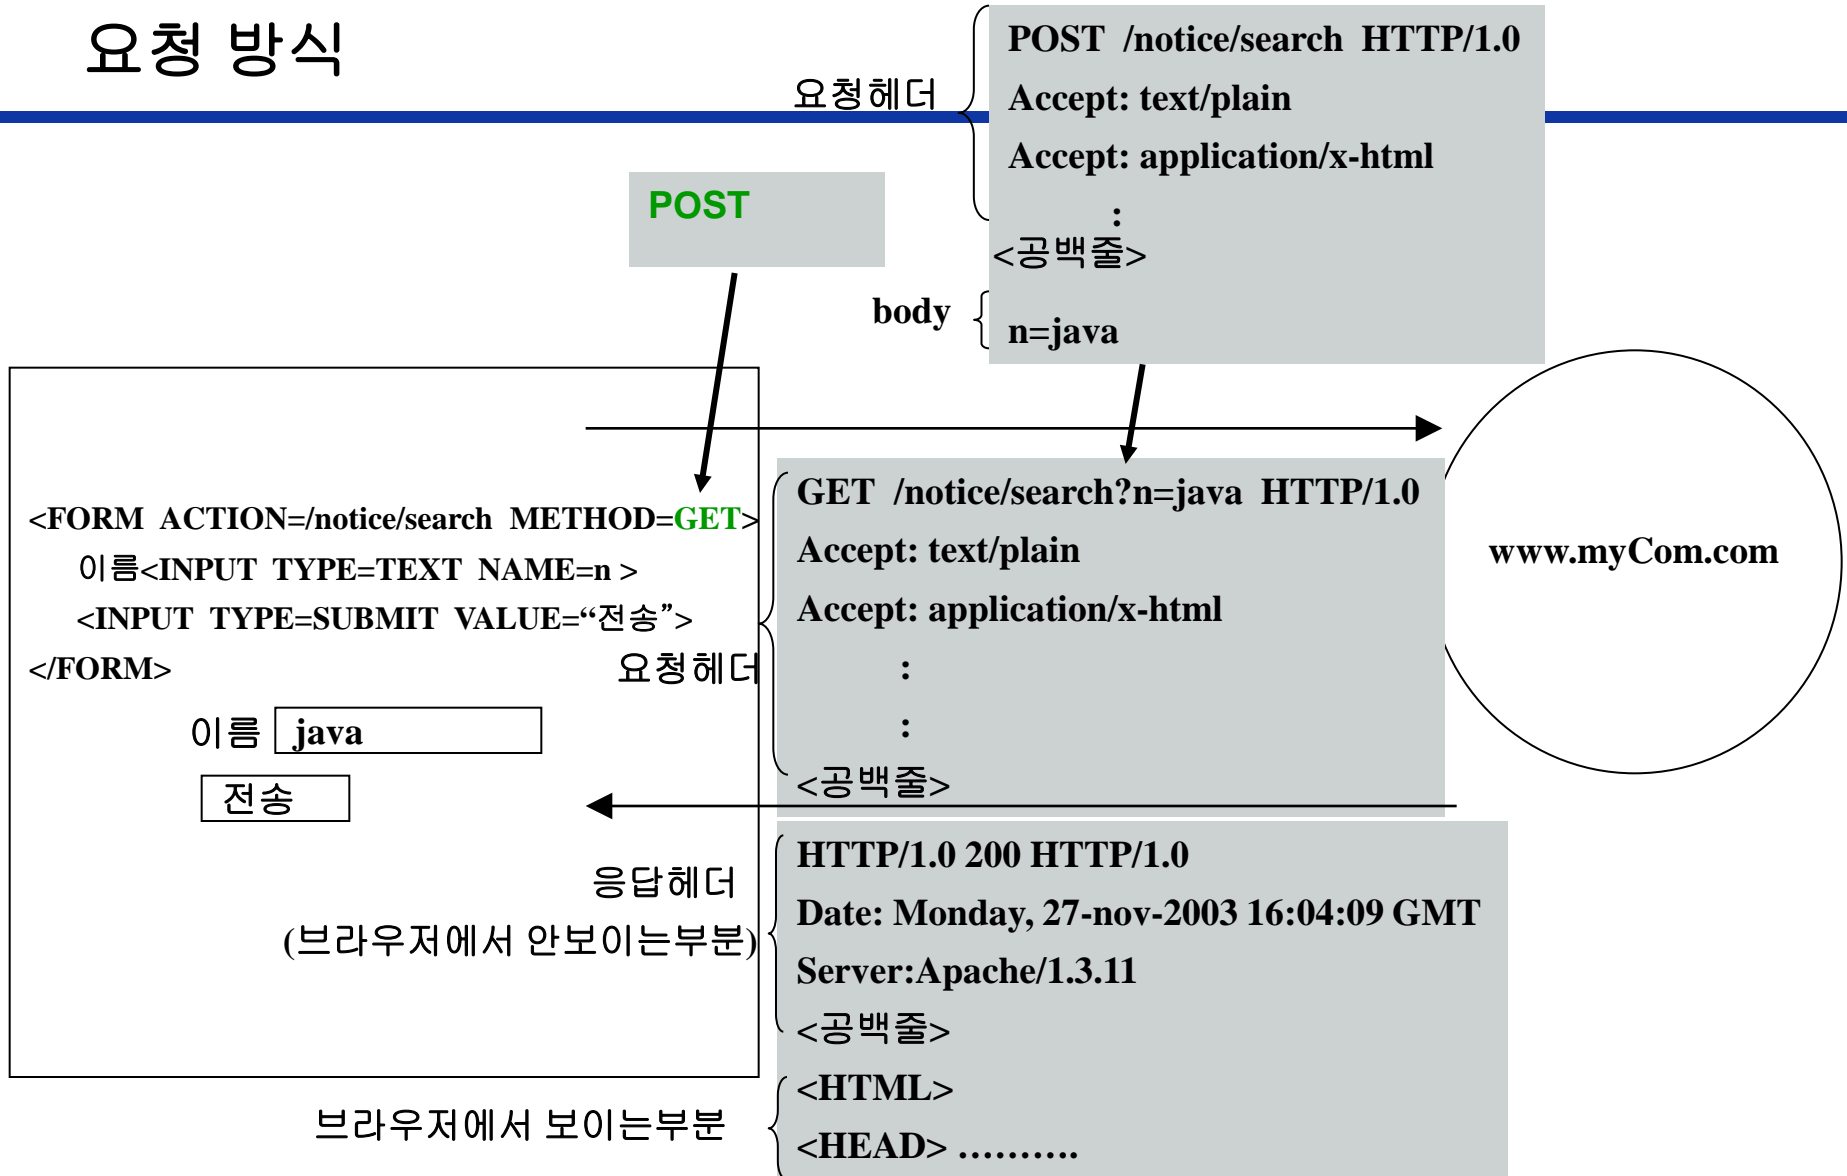 요청 방식
요청헤더
POST /notice/search HTTP/1.0
Accept: text/plain
Accept: application/x-html
:
<공백줄>
body
n=java
POST
<FORM ACTION=/notice/search METHOD=GET>
이름<INPUT TYPE=TEXT NAME=n >
<INPUT TYPE=SUBMIT VALUE=“전송”>
</FORM>
이름 java
전송
요청헤더
GET /notice/search?n=java HTTP/1.0
Accept: text/plain
Accept: application/x-html
:
:
<공백줄>
www.myCom.com
응답헤더
(브라우저에서 안보이는부분)
HTTP/1.0 200 HTTP/1.0
Date: Monday, 27-nov-2003 16:04:09 GMT
Server:Apache/1.3.11
<공백줄>
브라우저에서 보이는부분
<HTML>
<HEAD> ……….